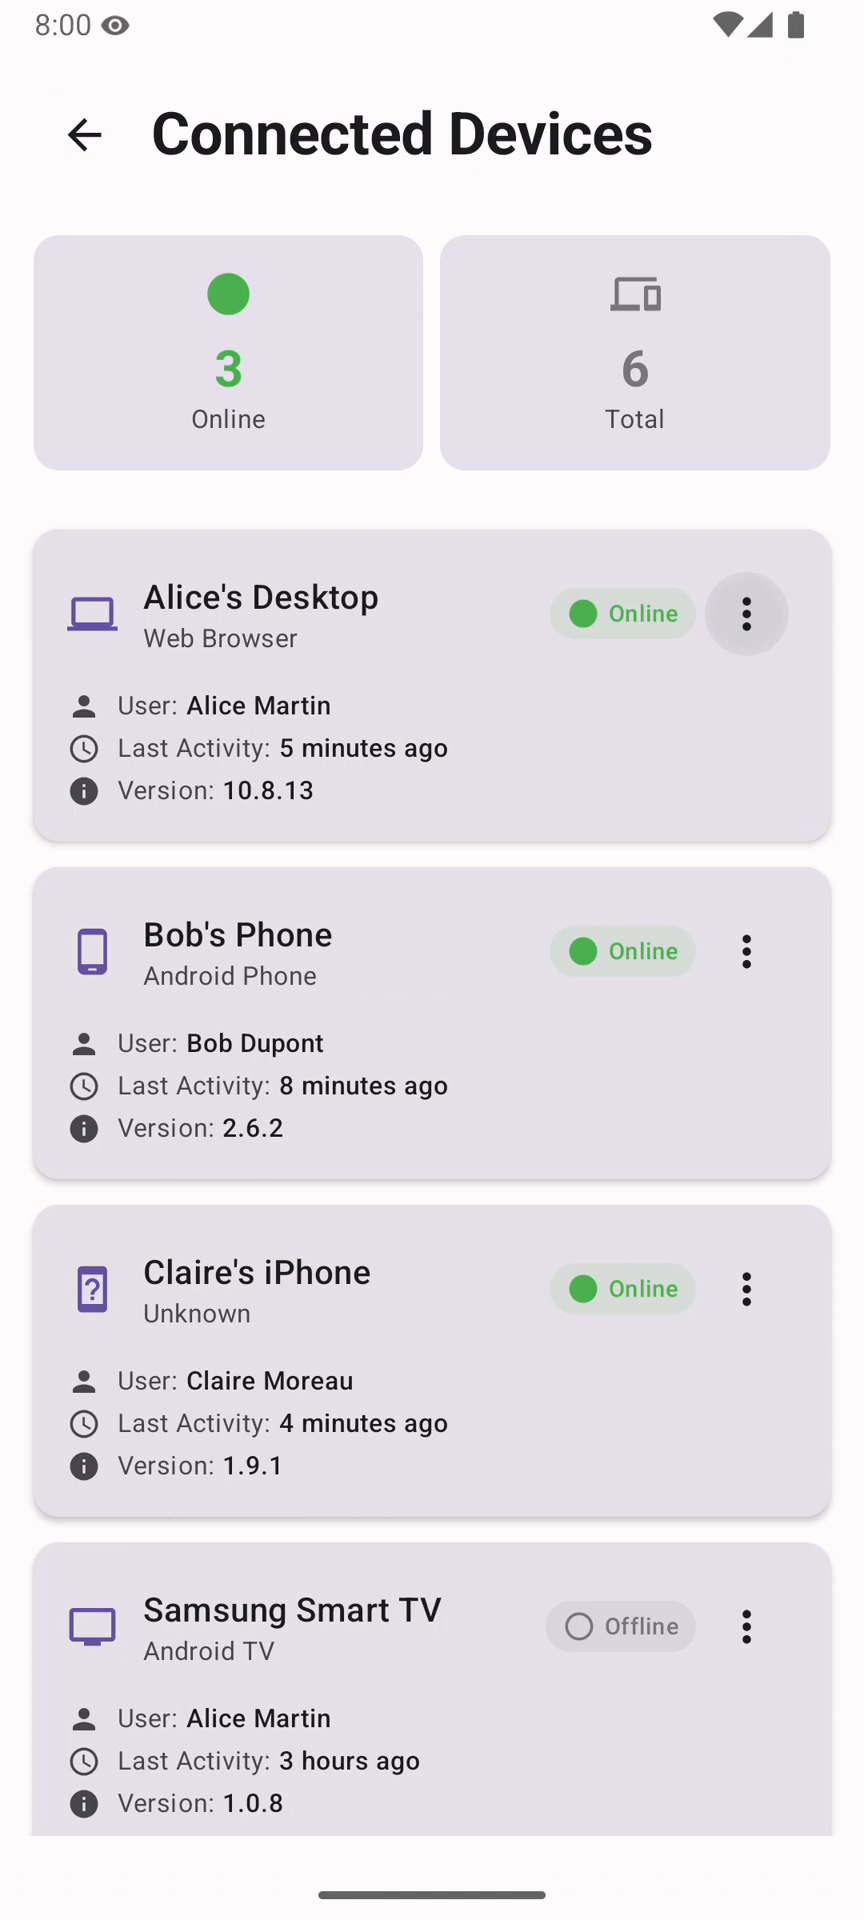 8:00
Connected Devices
3
Online
6
Total
Alice's Desktop
Web Browser
Online
User: Alice Martin
Last Activity: 5 minutes ago
Version: 10.8.13
Bob's Phone
Android Phone
Online
User: Bob Dupont
Last Activity: 8 minutes ago
Version: 2.6.2
Claire's iPhone
Unknown
Online
User: Claire Moreau
Last Activity: 4 minutes ago
Version: 1.9.1
Samsung Smart TV
Android TV
Offline
User: Alice Martin
Last Activity: 3 hours ago
Version: 1.0.8